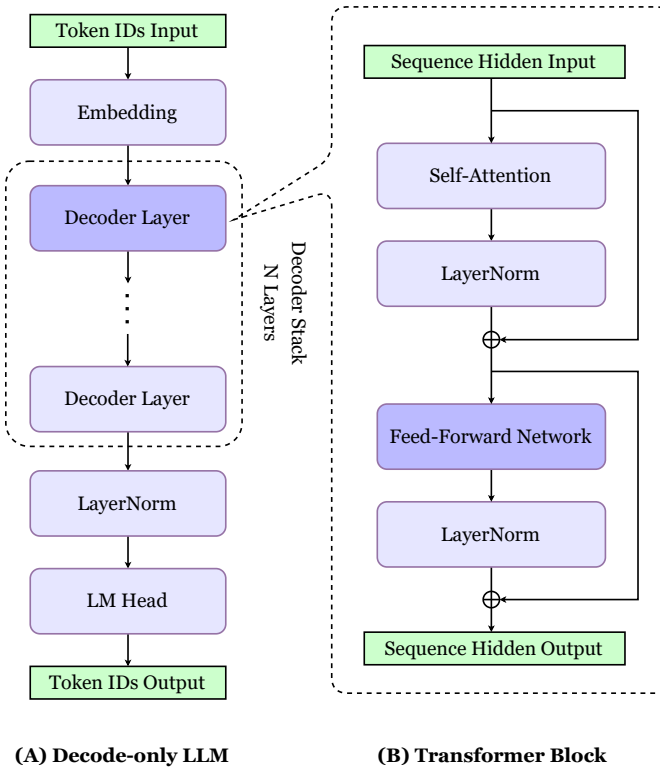 Token IDs Input
Embedding
Decoder Layer
Decoder Stack
N Layers
Decoder Layer
LayerNorm
LM Head
Token IDs Output
(A) Decode-only LLM
Sequence Hidden Input
Self-Attention
LayerNorm
Feed-Forward Network
LayerNorm
Sequence Hidden Output
(B) Transformer Block